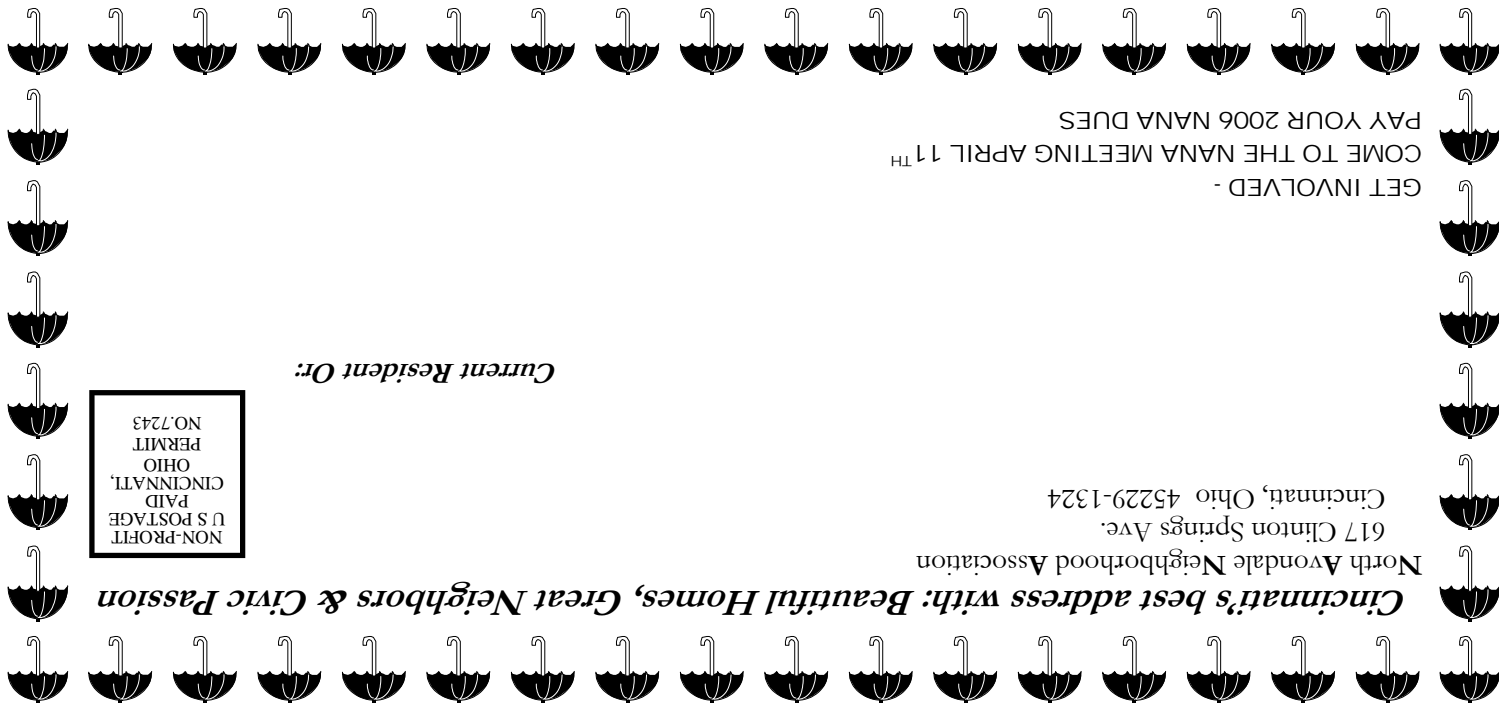 Cincinnati's best address with: Beautiful Homes, Great Neighbors & Civic Passion
North Avondale Neighborhood Association
617 Clinton Springs Ave.
Cincinnati, Ohio 45229-1324
NON-PROFIT
U S POSTAGE
PAID
CINCINNATI,
OHIO
PERMIT
NO.7243
Current Resident Or:
GET INVOLVED -
COME TO THE NANA MEETING APRIL 11TH
PAY YOUR 2006 NANA DUES